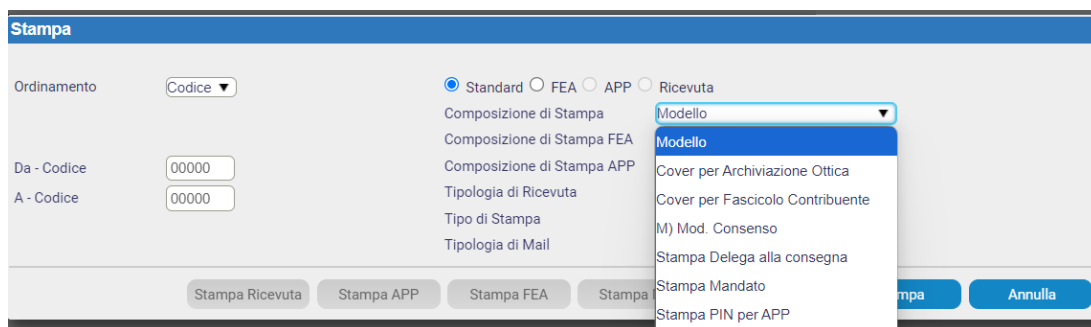 Stampa
Ordinamento
Codice
Standard FEA APP Ricevuta
Composizione di Stampa
Modello
Composizione di Stampa FEA
Modello
Da - Codice
00000
Composizione di Stampa APP
Cover per Archiviazione Ottica
A - Codice
00000
Tipologia di Ricevuta
Cover per Fascicolo Contribuente
Tipo di Stampa
M) Mod. Consenso
Tipologia di Mail
Stampa Delega alla consegna
Stampa Mandato
Stampa PIN per APP
Stampa Ricevuta
Stampa APP
Stampa FEA
Stampa
Annulla